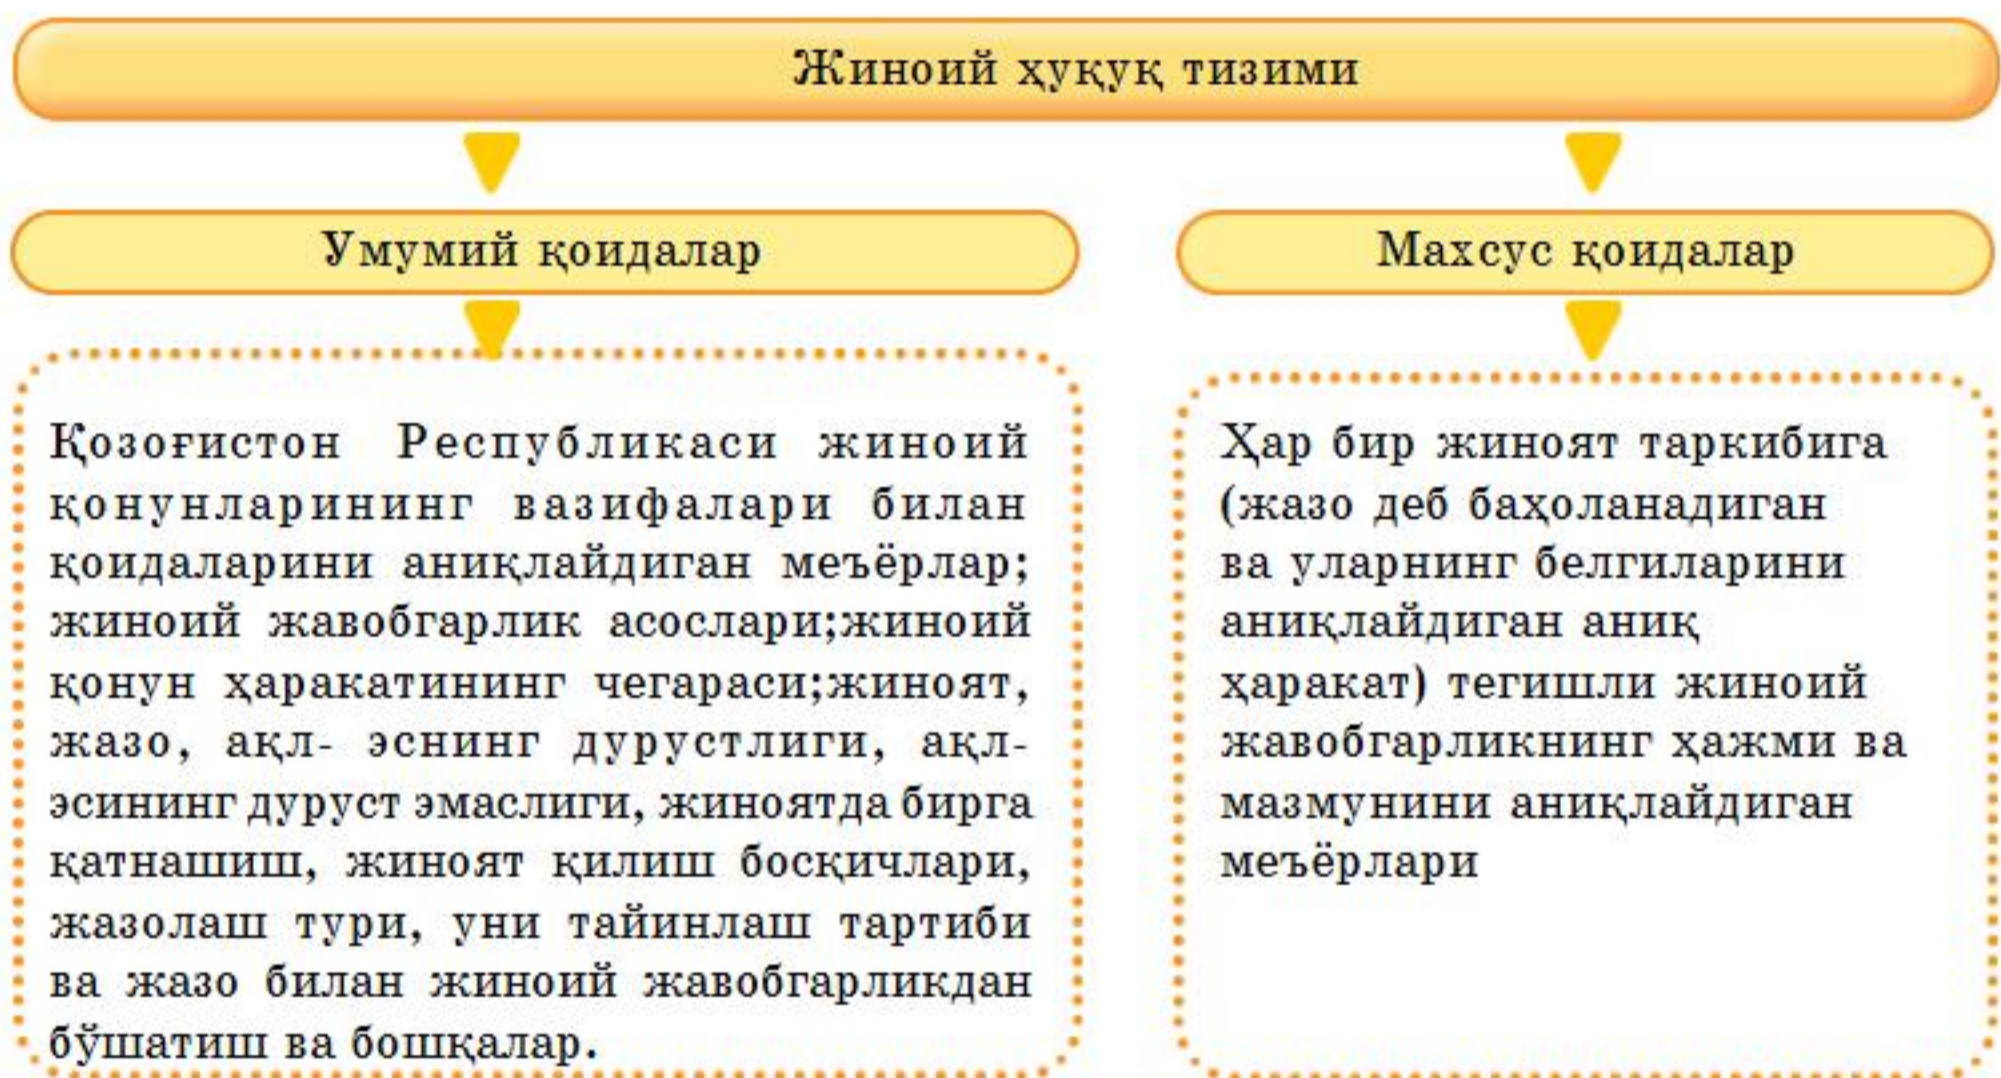 Жиноий ҳуқуқ тизими
Умумий қоидалар
Қозоғистон Республикаси жиноий
қонунларининг вазифалари билан
қоидаларини аниқлайдиган меъёрлар;
жиноий жавобгарлик асослари;жиноий
қонун ҳаракатининг чегараси;жиноят,
жазо, ақл- эснинг дурустлиги, ақл-
эсининг дуруст эмаслиги, жиноятда бирга
қатнашиш, жиноят қилиш босқичлари,
жазолаш тури, уни тайинлаш тартиби
ва жазо билан жиноий жавобгарликдан
бўшатиш ва бошқалар.
Махсус қоидалар
Ҳар бир жиноят таркибига
(жазо деб баҳоланадиган
ва уларнинг белгиларини
аниқлайдиган аниқ
ҳаракат) тегишли жиноий
жавобгарликнинг ҳажми ва
мазмунини аниқлайдиган
меъёрлари